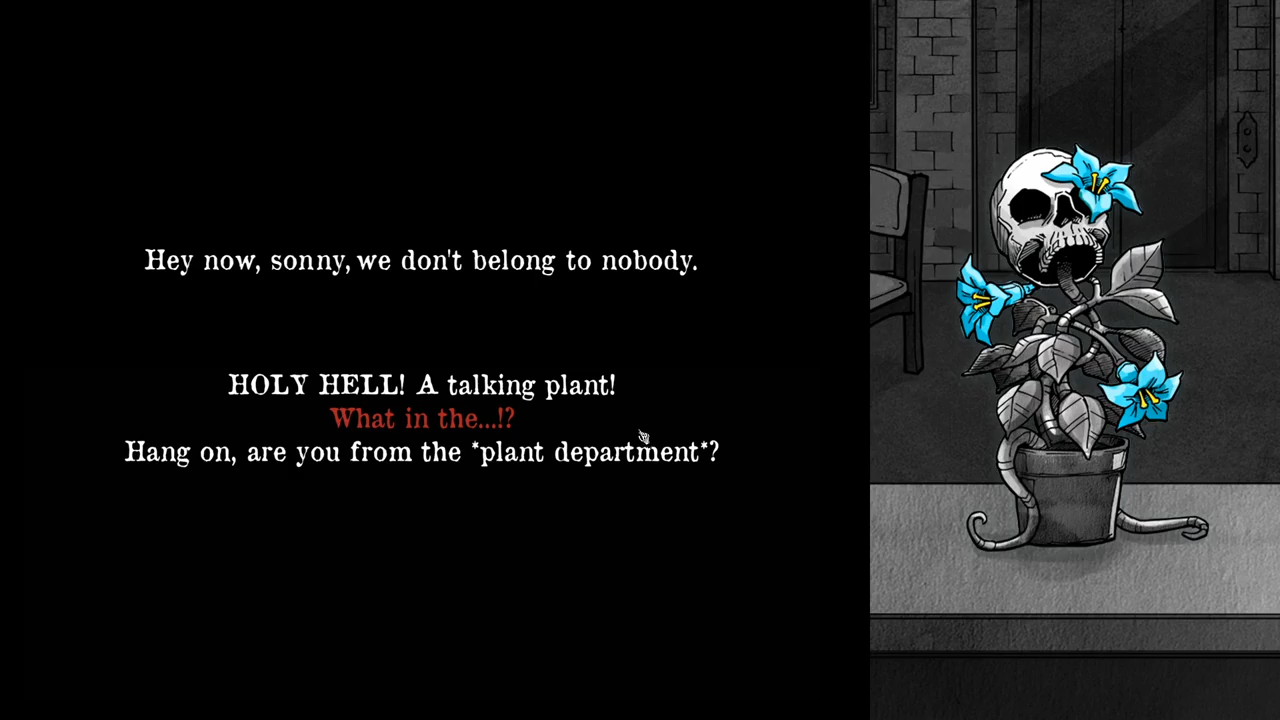 Hey now, sonny, we don't belong to nobody.
HOLY HELL! A talking plant!
What in the...!?
Hang on, are you from the *plant department*?